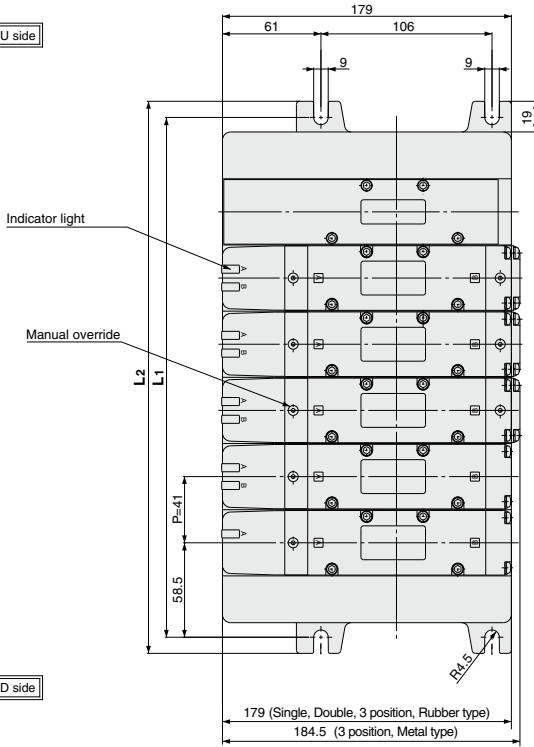 179
U side
61
106
9
9
19
Indicator light
A
B
A
B
Manual override
A
B
A
B
L2
L1
A
B
A
B
P=41
A
B
A
B
58.5
A
A
B
R4.5
D side
179 (Single, Double, 3 position, Rubber type)
184.5 (3 position, Metal type)